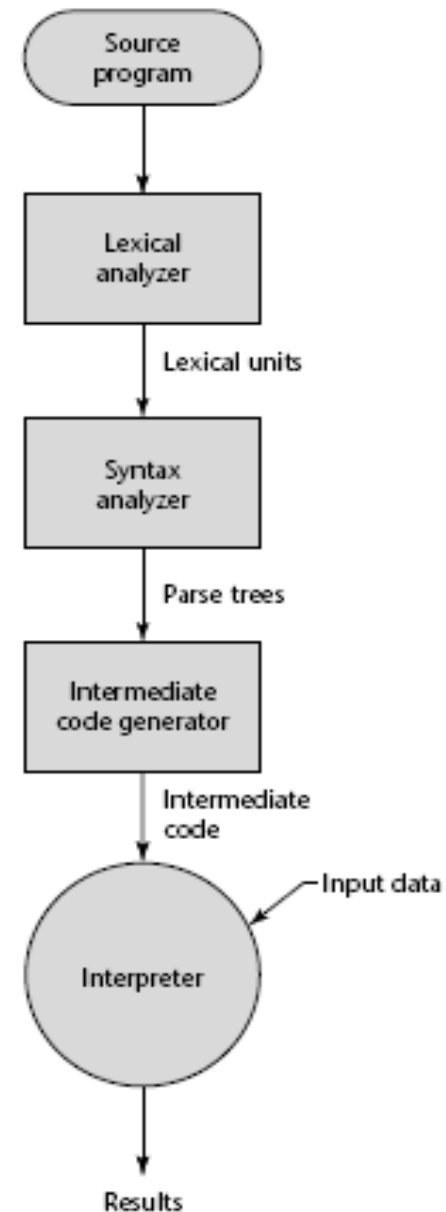 Source
program
Lexical
analyzer
Lexical units
Syntax
analyzer
Parse trees
Intermediate
code generator
Intermediate
code
Input data
Interpreter
Results